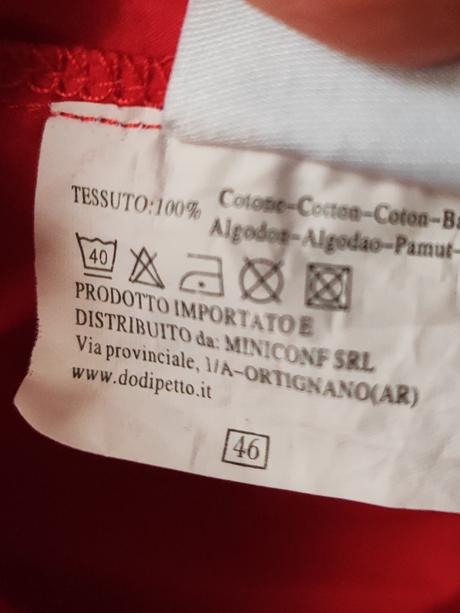 TESSUTO:100% Cotone-Cotton-Coton-
Algodon-Algodao-Pamut-
40
PRODOTTO IMPORTATO E
DISTRIBUITO da: MINICONF SRL
Via provinciale, 1/A-ORTIGNANO(AR)
www.dodipetto.it
46